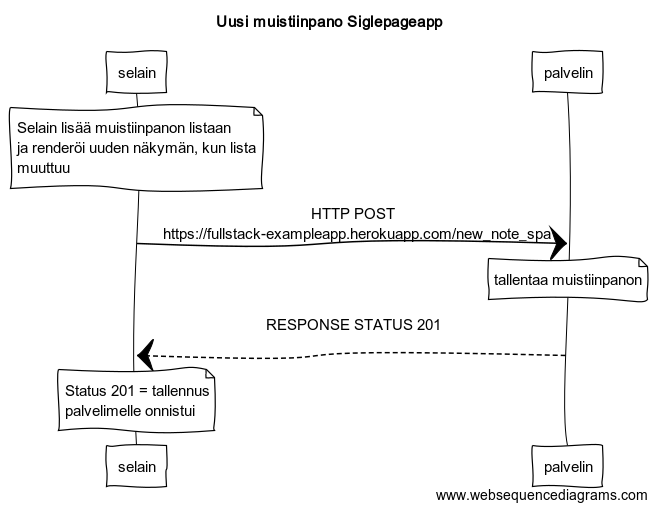 Uusi muistiinpano Siglepageapp
selain
palvelin
Selain lisää muistiinpanon listaan
ja renderöi uuden näkymän, kun lista
muuttuu
HTTP POST
https://fullstack-exampleapp.herokuapp.com/new_note_spa
tallentaa muistiinpanon
RESPONSE STATUS 201
Status 201 = tallennus
palvelimelle onnistui
selain
palvelin
www.websequencediagrams.com